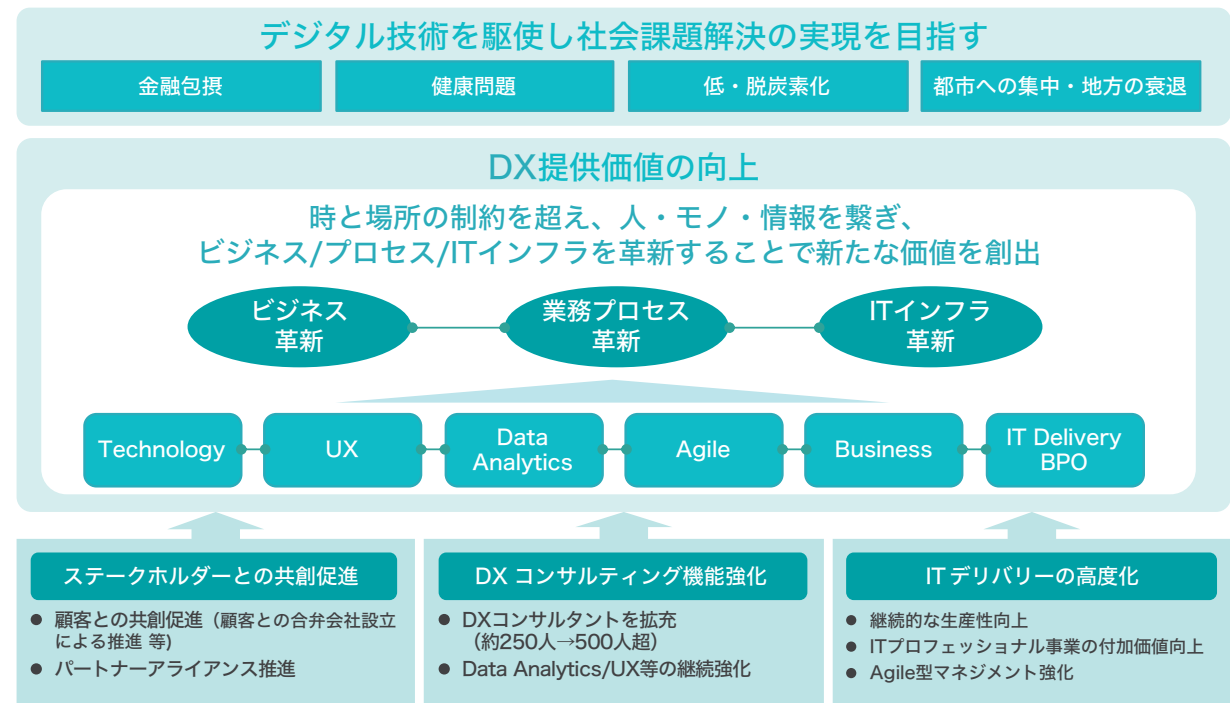 デジタル技術を駆使し社会課題解決の実現を目指す
金融包摂
健康問題
低・脱炭素化
都市への集中・地方の衰退
DX提供価値の向上
時と場所の制約を超え、人・モノ・情報を繋ぎ、
ビジネス/プロセス/ITインフラを革新することで新たな価値を創出
ビジネス
革新
業務プロセス
革新
ITインフラ
革新
Technology
UX
Data
Analytics
Agile
Business
IT Delivery
BPO
ステークホルダーとの共創促進
● 顧客との共創促進（顧客との合弁会社設立
による推進 等)
● パートナーアライアンス推進
DX コンサルティング機能強化
● DXコンサルタントを拡充
（約250人→500人超）
● Data Analytics/UX等の継続強化
IT デリバリーの高度化
● 継続的な生産性向上
● ITプロフェッショナル事業の付加価値向上
● Agile型マネジメント強化